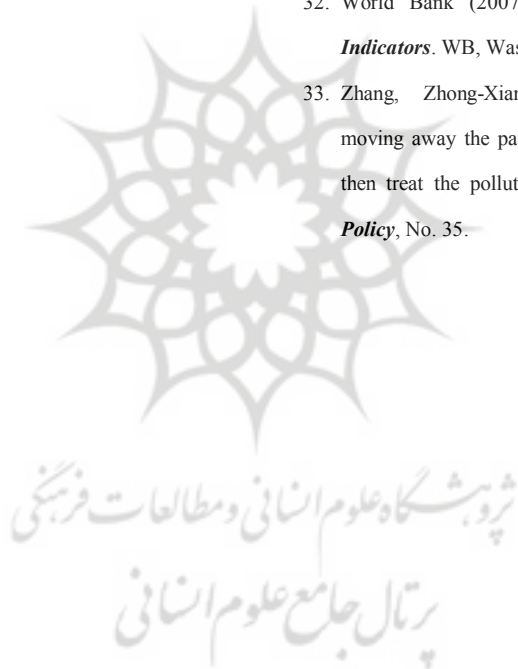 32. World Bank (2007
Indicators. WB, Was
33. Zhang, Zhong-Xian
moving away the pa
then treat the pollut
Policy, No. 35.
پژوهشگاه علوم انسانی و مطالعات فرهنگی
پرتال جامع علوم انسانی